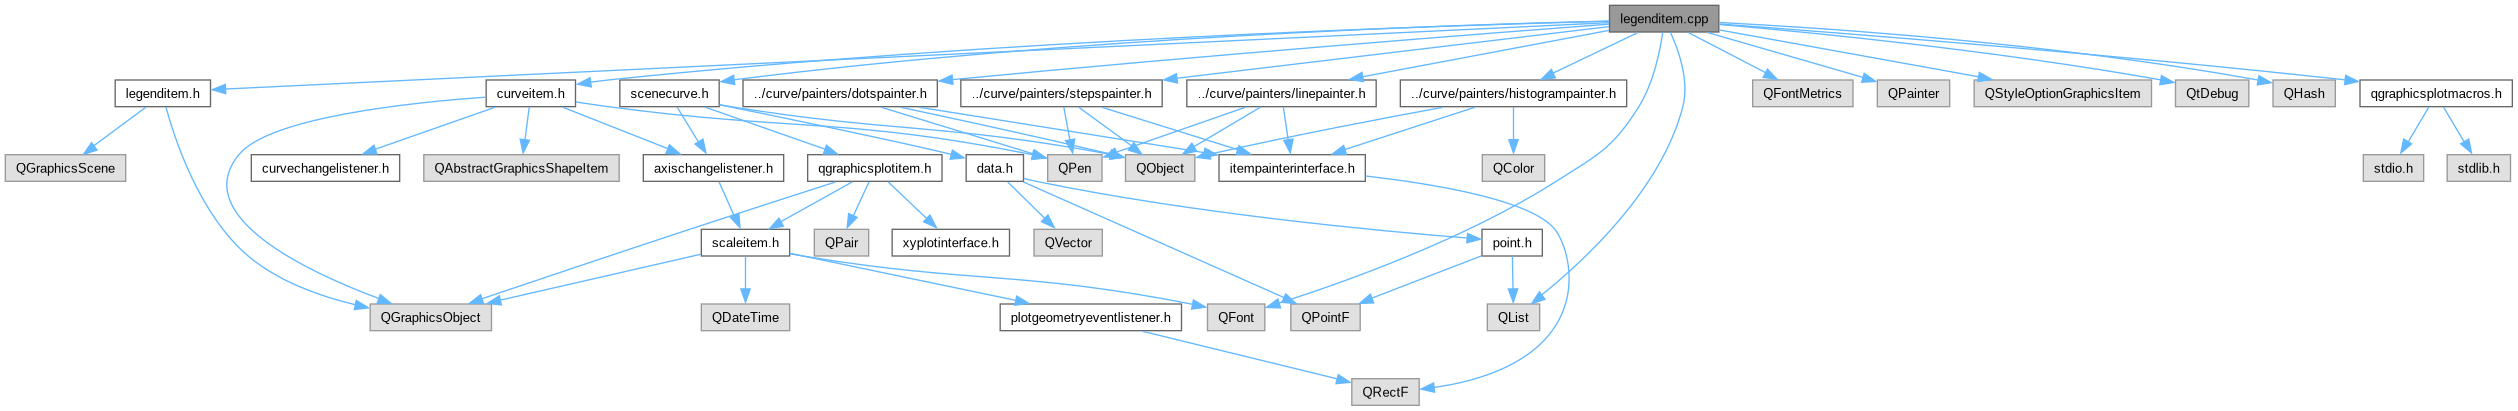 legenditem.cpp
legenditem.h
curveitem.h
scenecurve.h
../curve/painters/dotspainter.h
../curve/painters/stepspainter.h
../curve/painters/linepainter.h
../curve/painters/histogrampainter.h
QFontMetrics
QPainter
QStyleOptionGraphicsItem
QtDebug
QHash
qgraphicsplotmacros.h
QGraphicsScene
curvechangelistener.h
QAbstractGraphicsShapeItem
axischangelistener.h
qgraphicsplotitem.h
data.h
QPen
QObject
itempainterinterface.h
QColor
stdio.h
stdlib.h
scaleitem.h
QPair
xyplotinterface.h
QVector
point.h
QGraphicsObject
QDateTime
plotgeometryeventlistener.h
QFont
QPointF
QList
QRectF